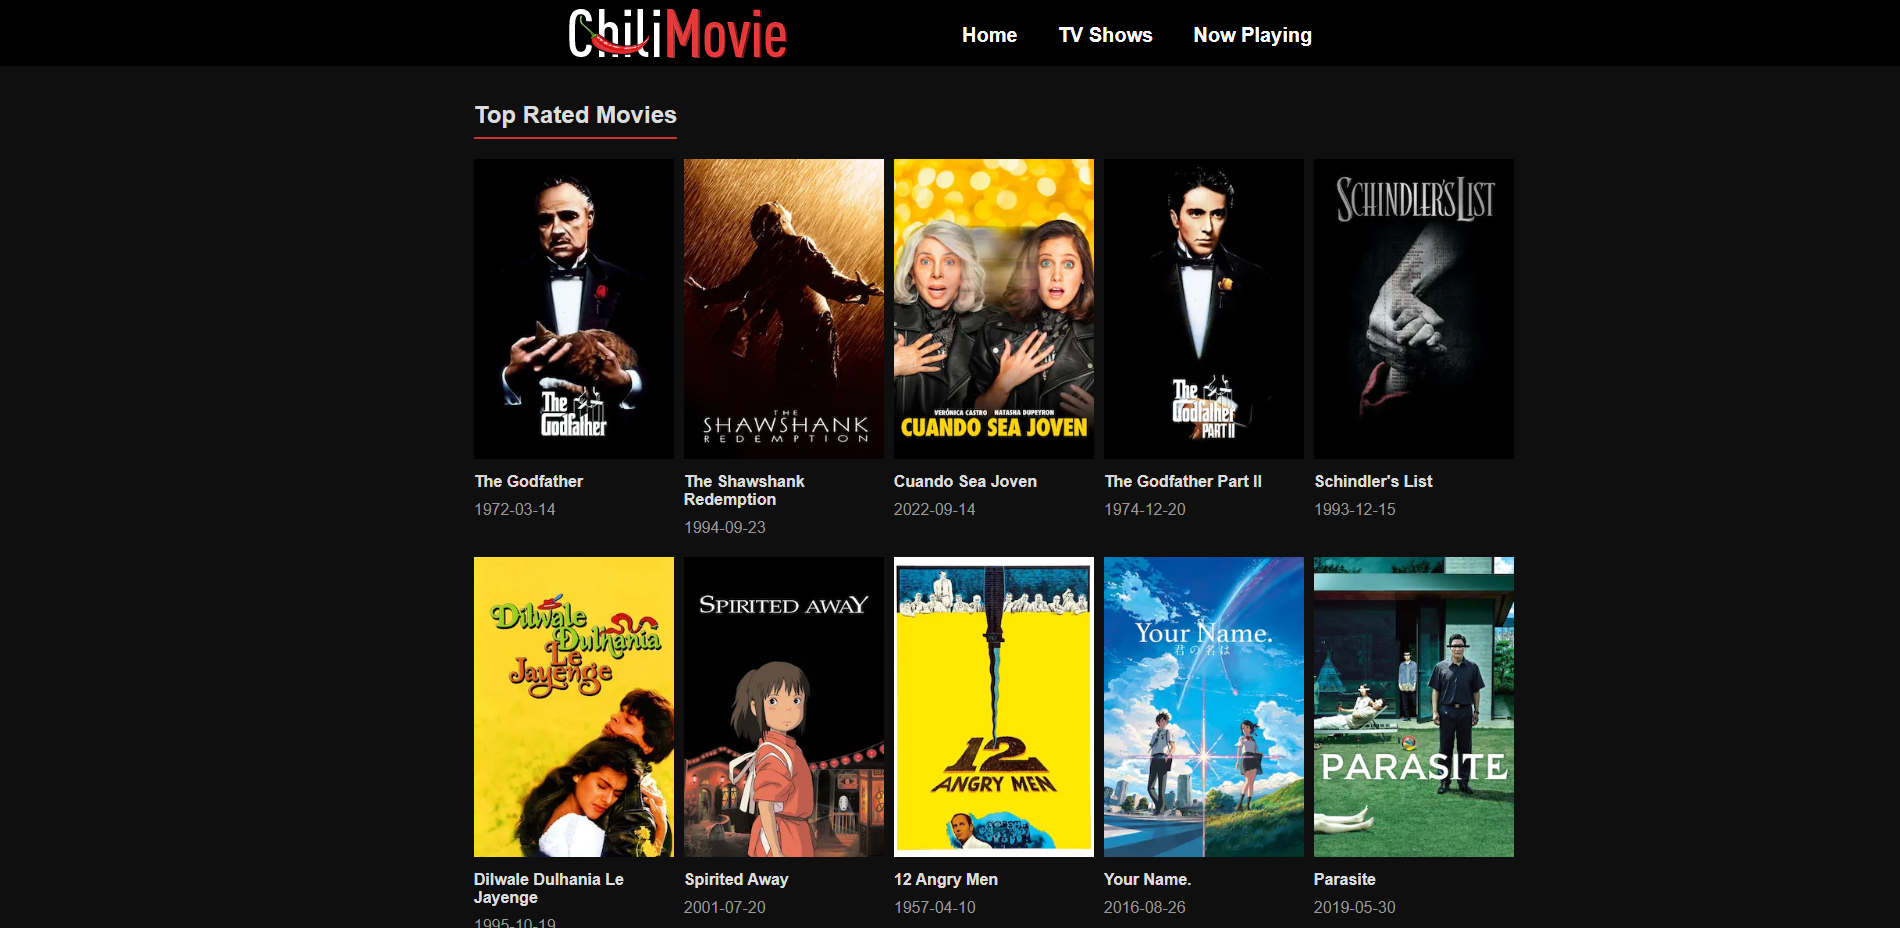 ChiliMovie
Home TV Shows Now Playing
Top Rated Movies
The
Godfather
THE
SHAWSHANK
REDEMPTION
VERÓNICA CASTRO NATASHA DUPEYRON
CUANDO SEA JOVEN
The
Godfather
PART II
SCHINDLER'S LIST
The Godfather
1972-03-14
The Shawshank
Redemption
1994-09-23
Cuando Sea Joven
2022-09-14
The Godfather Part II
1974-12-20
Schindler's List
1993-12-15
Dilwale
Dulhania
Le
Jayenge
SPIRITED AWAY
12
ANGRY MEN
Your Name.
君の名は
PARASITE
Dilwale Dulhania Le
Jayenge
1995-10-19
Spirited Away
2001-07-20
12 Angry Men
1957-04-10
Your Name.
2016-08-26
Parasite
2019-05-30